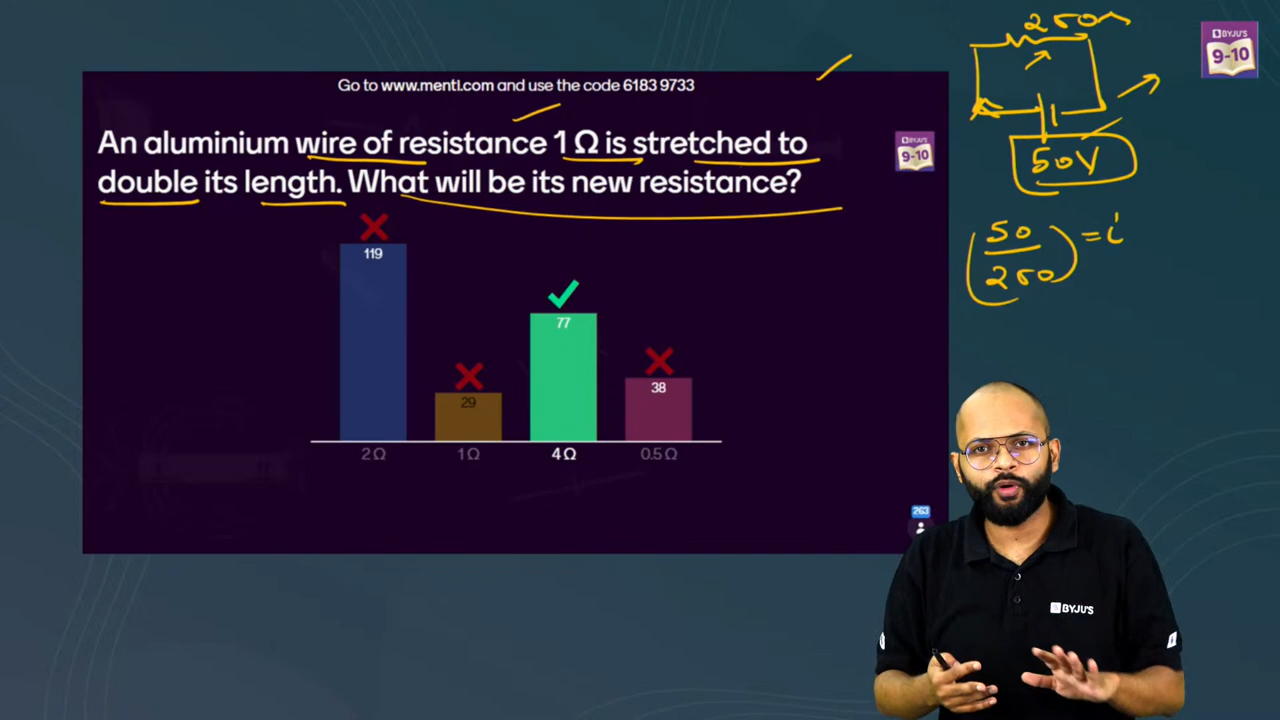 Go to www.menti.com and use the code 6183 9733
An aluminium wire of resistance 1 Ω is stretched to
double its length. What will be its new resistance?
119
29
77
38
2 Ω
1 Ω
4 Ω
0.5 Ω
263
BYJU'S
9-10
250Ω
50V
50/250 = i
BYJU'S
9-10
BYJU'S